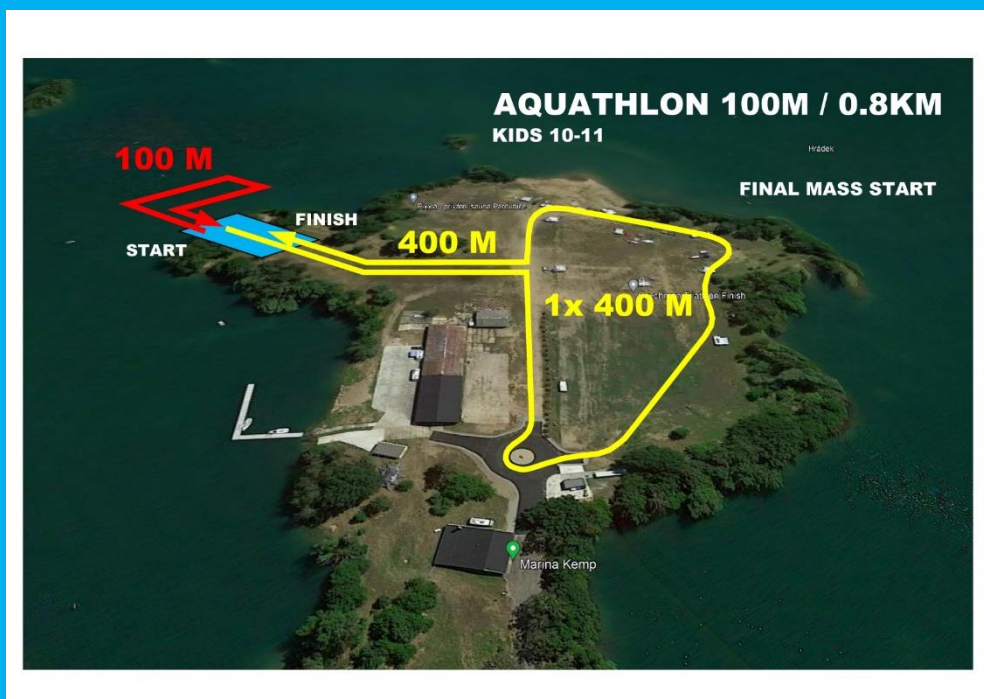 AQUATHLON 100M / 0.8KM
KIDS 10-11
Hrádek
100 M
FINAL MASS START
FINISH
START
400 M
1x 400 M
Finish
Marina Kemp